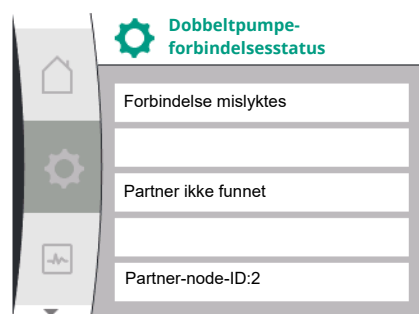 Dobbeltpumpe-
forbindelsesstatus
Forbindelse mislyktes
Partner ikke funnet
Partner-node-ID:2